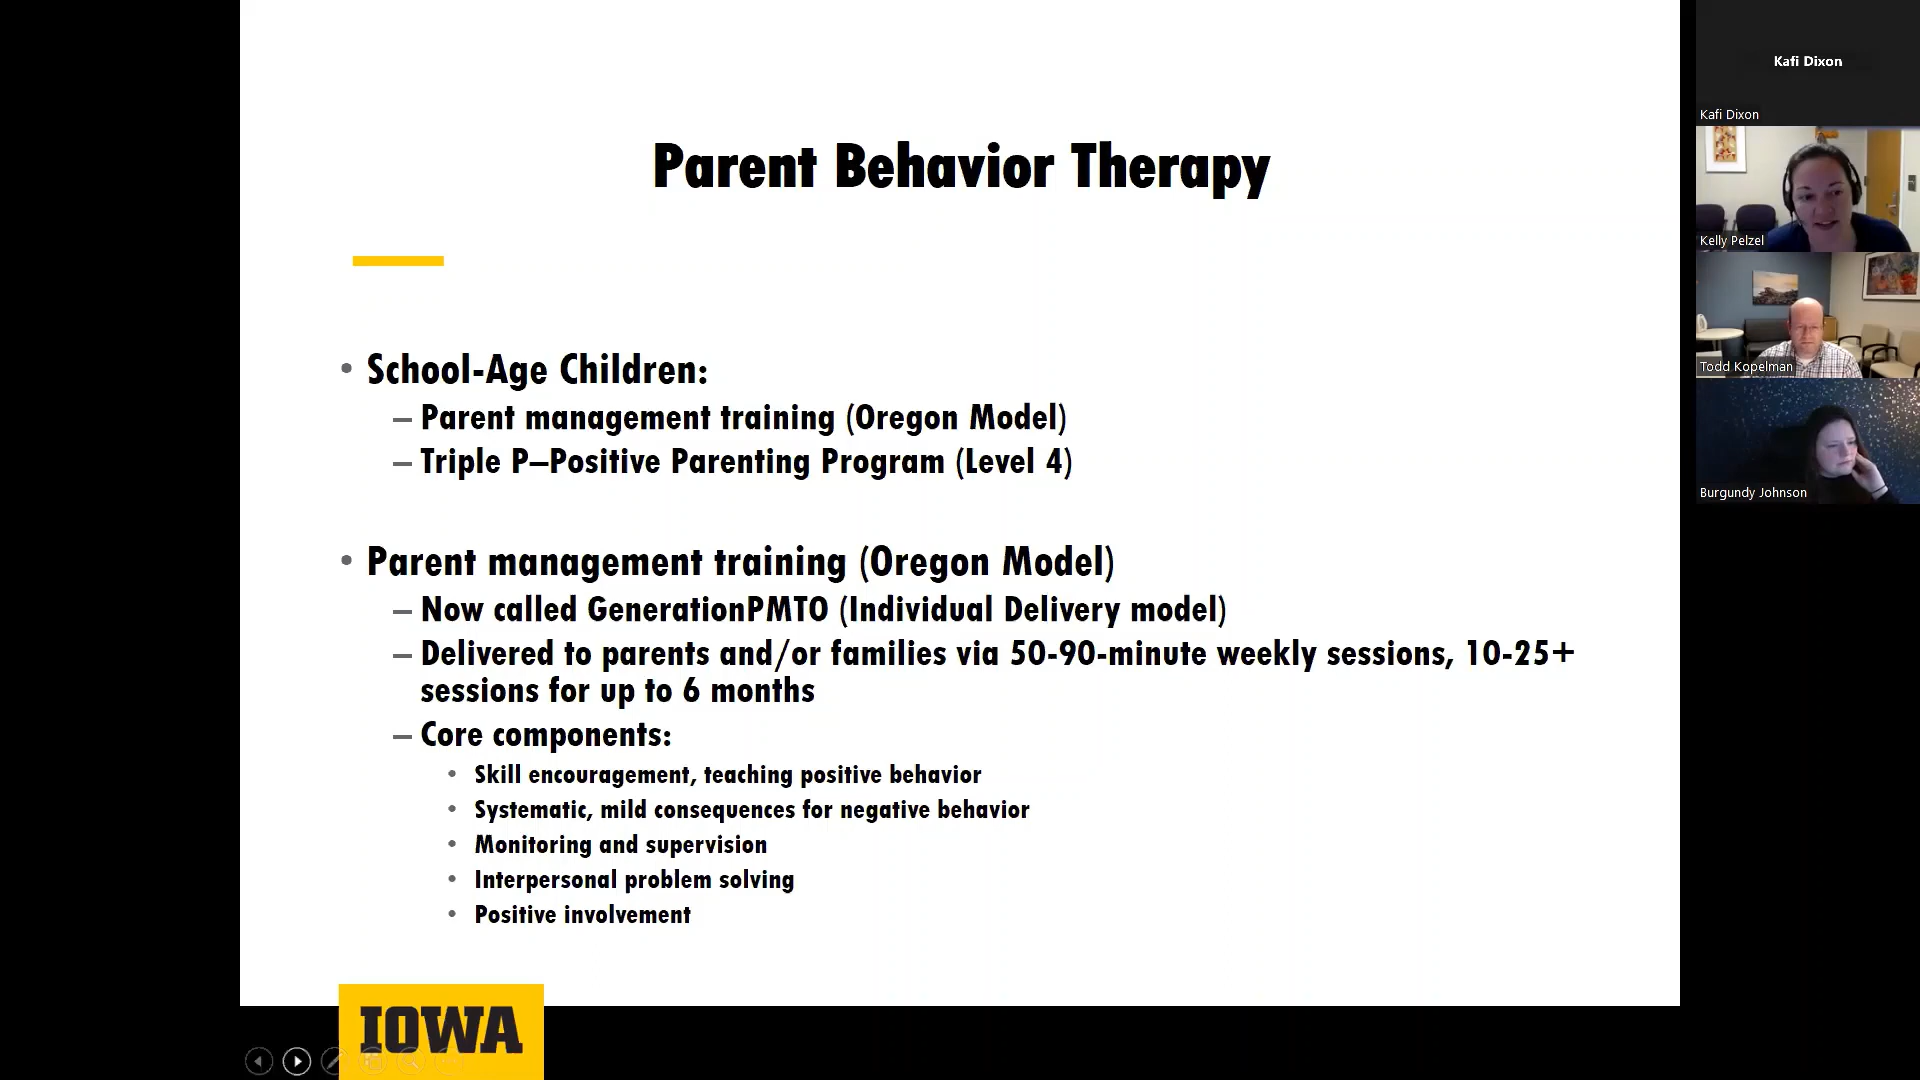 Parent Behavior Therapy
• School-Age Children:
– Parent management training (Oregon Model)
– Triple P–Positive Parenting Program (Level 4)
• Parent management training (Oregon Model)
– Now called GenerationPMTO (Individual Delivery model)
– Delivered to parents and/or families via 50-90-minute weekly sessions, 10-25+
sessions for up to 6 months
– Core components:
• Skill encouragement, teaching positive behavior
• Systematic, mild consequences for negative behavior
• Monitoring and supervision
• Interpersonal problem solving
• Positive involvement
IOWA
Kafi Dixon
Kafi Dixon
Kelly Pelzel
Todd Kopelman
Burgundy Johnson